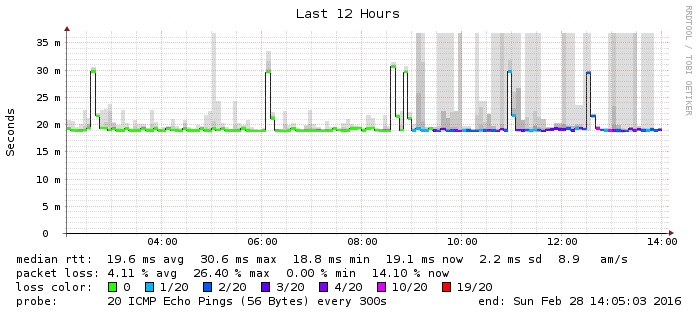 Last 12 Hours
RRDTOOL / TOBI OETIKER
Seconds
35 m
30 m
25 m
20 m
15 m
10 m
5 m
0
04:00 06:00 08:00 10:00 12:00 14:00
median rtt: 19.6 ms avg 30.6 ms max 18.8 ms min 19.1 ms now 2.2 ms sd 8.9 am/s
packet loss: 4.11 % avg 26.40 % max 0.00 % min 14.10 % now
loss color: 0 1/20 2/20 3/20 4/20 10/20 19/20
probe: 20 ICMP Echo Pings (56 Bytes) every 300s end: Sun Feb 28 14:05:03 2016